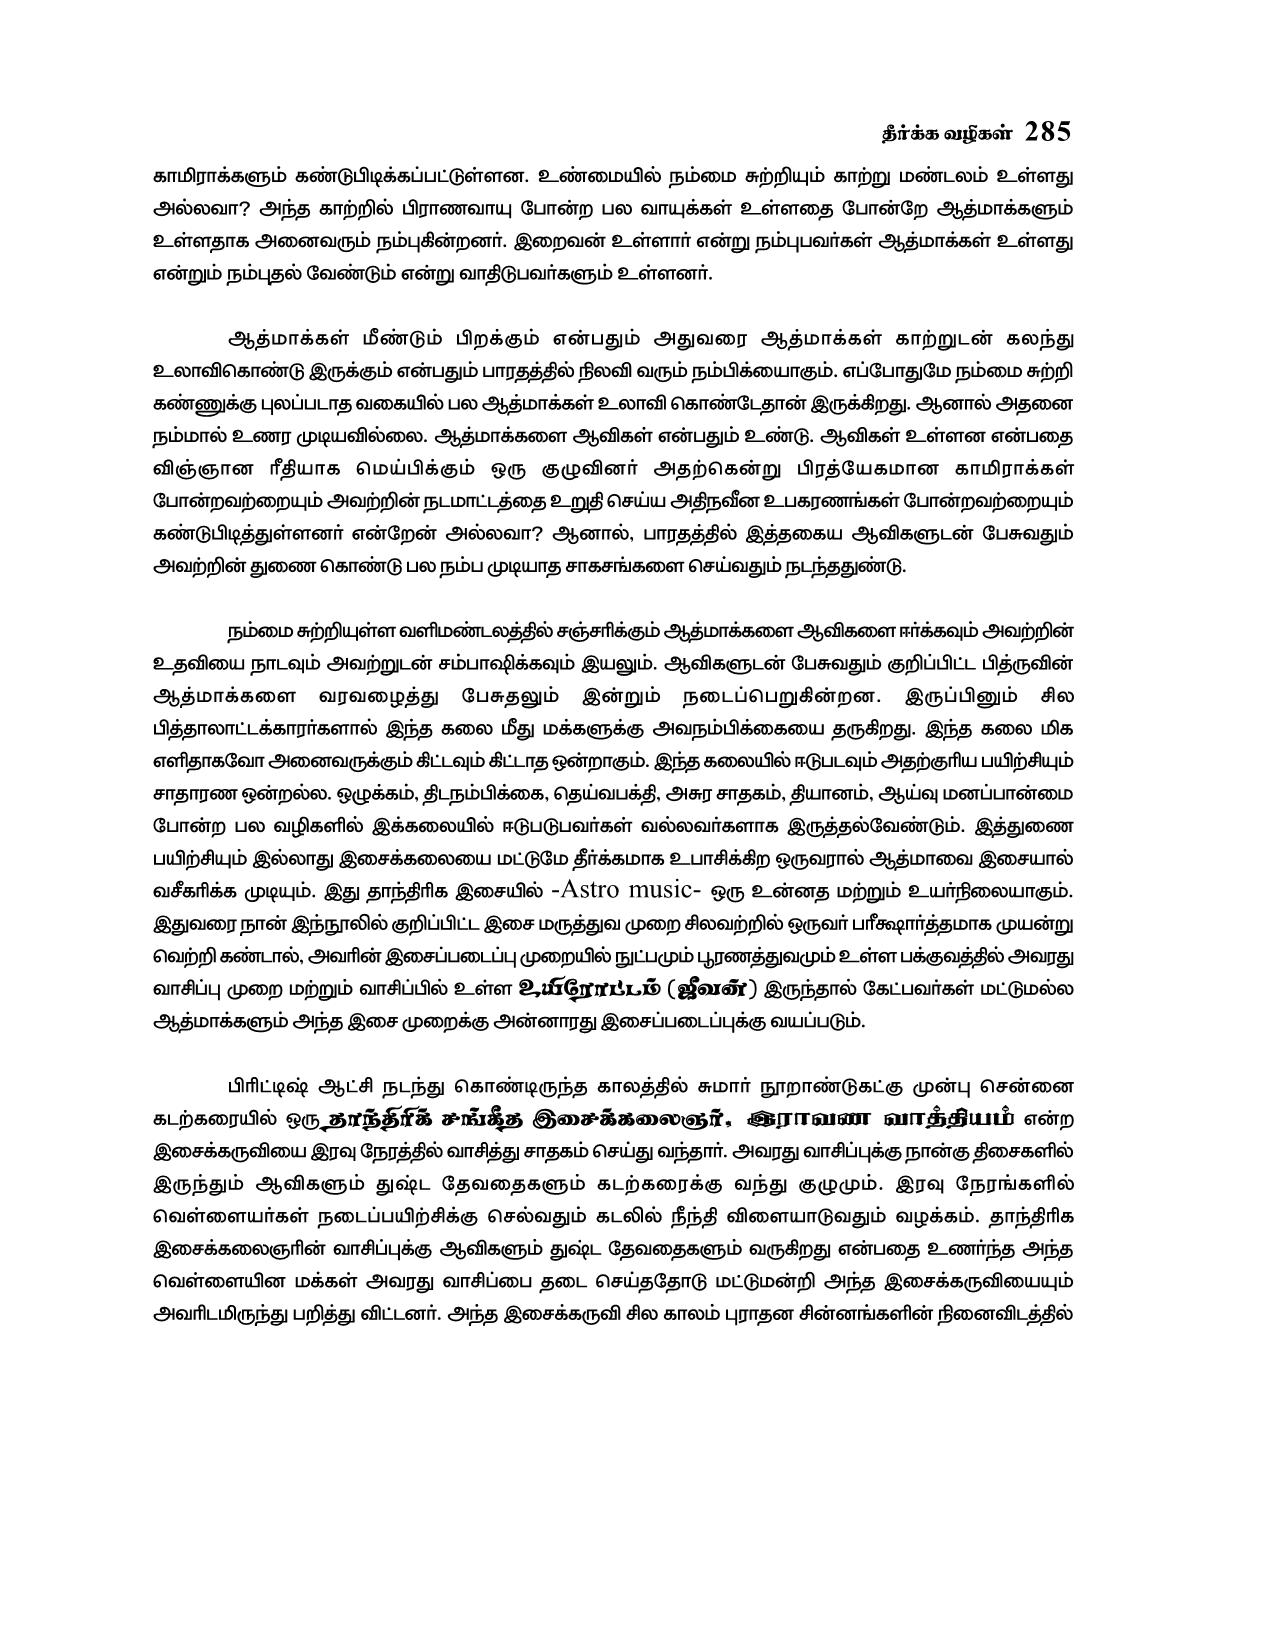 தீர்க்க வழிகள் 285
காமிராக்களும் கண்டுபிடிக்கப்பட்டுள்ளன. உண்மையில் நம்மை சுற்றியும் காற்று மண்டலம் உள்ளது
அல்லவா? அந்த காற்றில் பிராணவாயு போன்ற பல வாயுக்கள் உள்ளதை போன்றே ஆத்மாக்களும்
உள்ளதாக அனைவரும் நம்புகின்றனர். இறைவன் உள்ளார் என்று நம்புபவர்கள் ஆத்மாக்கள் உள்ளது
என்றும் நம்புதல் வேண்டும் என்று வாதிடுபவர்களும் உள்ளனர்.
ஆத்மாக்கள் மீண்டும் பிறக்கும் என்பதும் அதுவரை ஆத்மாக்கள் காற்றுடன் கலந்து
உலாவிகொண்டு இருக்கும் என்பதும் பாரதத்தில் நிலவி வரும் நம்பிக்யைாகும். எப்போதுமே நம்மை சுற்றி
கண்ணுக்கு புலப்படாத வகையில் பல ஆத்மாக்கள் உலாவி கொண்டேதான் இருக்கிறது. ஆனால் அதனை
நம்மால் உணர முடியவில்லை. ஆத்மாக்களை ஆவிகள் என்பதும் உண்டு. ஆவிகள் உள்ளன என்பதை
விஞ்ஞான ரீதியாக மெய்பிக்கும் ஒரு குழுவினர் அதற்கென்று பிரத்யேகமான காமிராக்கள்
போன்றவற்றையும் அவற்றின் நடமாட்டத்தை உறுதி செய்ய அதிநவீன உபகரணங்கள் போன்றவற்றையும்
கண்டுபிடித்துள்ளனர் என்றேன் அல்லவா? ஆனால், பாரதத்தில் இத்தகைய ஆவிகளுடன் பேசுவதும்
அவற்றின் துணை கொண்டு பல நம்ப முடியாத சாகசங்களை செய்வதும் நடந்ததுண்டு.
நம்மை சுற்றியுள்ள வளிமண்டலத்தில் சஞ்சரிக்கும் ஆத்மாக்களை ஆவிகளை ஈர்க்கவும் அவற்றின்
உதவியை நாடவும் அவற்றுடன் சம்பாஷிக்கவும் இயலும். ஆவிகளுடன் பேசுவதும் குறிப்பிட்ட பித்ருவின்
ஆத்மாக்களை வரவழைத்து பேசுதலும் இன்றும் நடைப்பெறுகின்றன. இருப்பினும் சில
பித்தாலாட்டக்காரர்களால் இந்த கலை மீது மக்களுக்கு அவநம்பிக்கையை தருகிறது. இந்த கலை மிக
எளிதாகவோ அனைவருக்கும் கிட்டவும் கிட்டாத ஒன்றாகும். இந்த கலையில் ஈடுபடவும் அதற்குரிய பயிற்சியும்
சாதாரண ஒன்றல்ல. ஒழுக்கம், திடநம்பிக்கை, தெய்வபக்தி, அசுர சாதகம், தியானம், ஆய்வு மனப்பான்மை
போன்ற பல வழிகளில் இக்கலையில் ஈடுபடுபவர்கள் வல்லவர்களாக இருத்தல்வேண்டும். இத்துணை
பயிற்சியும் இல்லாது இசைக்கலையை மட்டுமே தீர்க்கமாக உபாசிக்கிற ஒருவரால் ஆத்மாவை இசையால்
வசீகரிக்க முடியும். இது தாந்திரிக இசையில் -Astro music- ஒரு உன்னத மற்றும் உயர்நிலையாகும்.
இதுவரை நான் இந்நூலில் குறிப்பிட்ட இசை மருத்துவ முறை சிலவற்றில் ஒருவர் பரீக்ஷார்த்தமாக முயன்று
வெற்றி கண்டால், அவரின் இசைப்படைப்பு முறையில் நுட்பமும் பூரணத்துவமும் உள்ள பக்குவத்தில் அவரது
வாசிப்பு முறை மற்றும் வாசிப்பில் உள்ள உயிரோட்டம் (ஜீவன்) இருந்தால் கேட்பவர்கள் மட்டுமல்ல
ஆத்மாக்களும் அந்த இசை முறைக்கு அன்னாரது இசைப்படைப்புக்கு வயப்படும்.
பிரிட்டிஷ் ஆட்சி நடந்து கொண்டிருந்த காலத்தில் சுமார் நூறாண்டுகட்கு முன்பு சென்னை
கடற்கரையில் ஒரு தாந்திரிக் சங்கீத இசைக்கலைஞர், இராவண வாத்தியம் என்ற
இசைக்கருவியை இரவு நேரத்தில் வாசித்து சாதகம் செய்து வந்தார். அவரது வாசிப்புக்கு நான்கு திசைகளில்
இருந்தும் ஆவிகளும் துஷ்ட தேவதைகளும் கடற்கரைக்கு வந்து குழுமும். இரவு நேரங்களில்
வெள்ளையர்கள் நடைப்பயிற்சிக்கு செல்வதும் கடலில் நீந்தி விளையாடுவதும் வழக்கம். தாந்திரிக
இசைக்கலைஞரின் வாசிப்புக்கு ஆவிகளும் துஷ்ட தேவதைகளும் வருகிறது என்பதை உணர்ந்த அந்த
வெள்ளையின மக்கள் அவரது வாசிப்பை தடை செய்ததோடு மட்டுமன்றி அந்த இசைக்கருவியையும்
அவரிடமிருந்து பறித்து விட்டனர். அந்த இசைக்கருவி சில காலம் புராதன சின்னங்களின் நினைவிடத்தில்